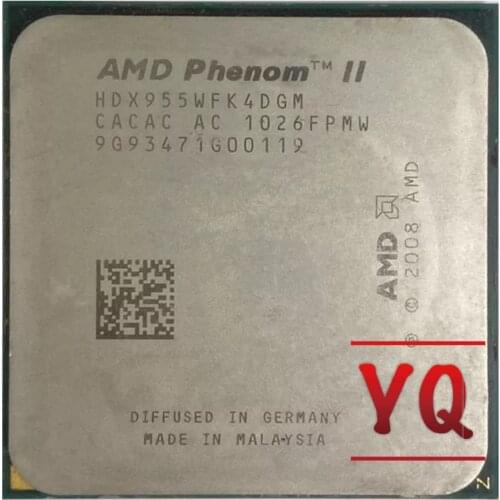 AMD Phenom™ II
HDX955WFK4DGM
CACAC AC 1026FPMW
9G93471G00119
AMD
® © 2008 AMD
DIFFUSED IN GERMANY
MADE IN MALAYSIA
YQ